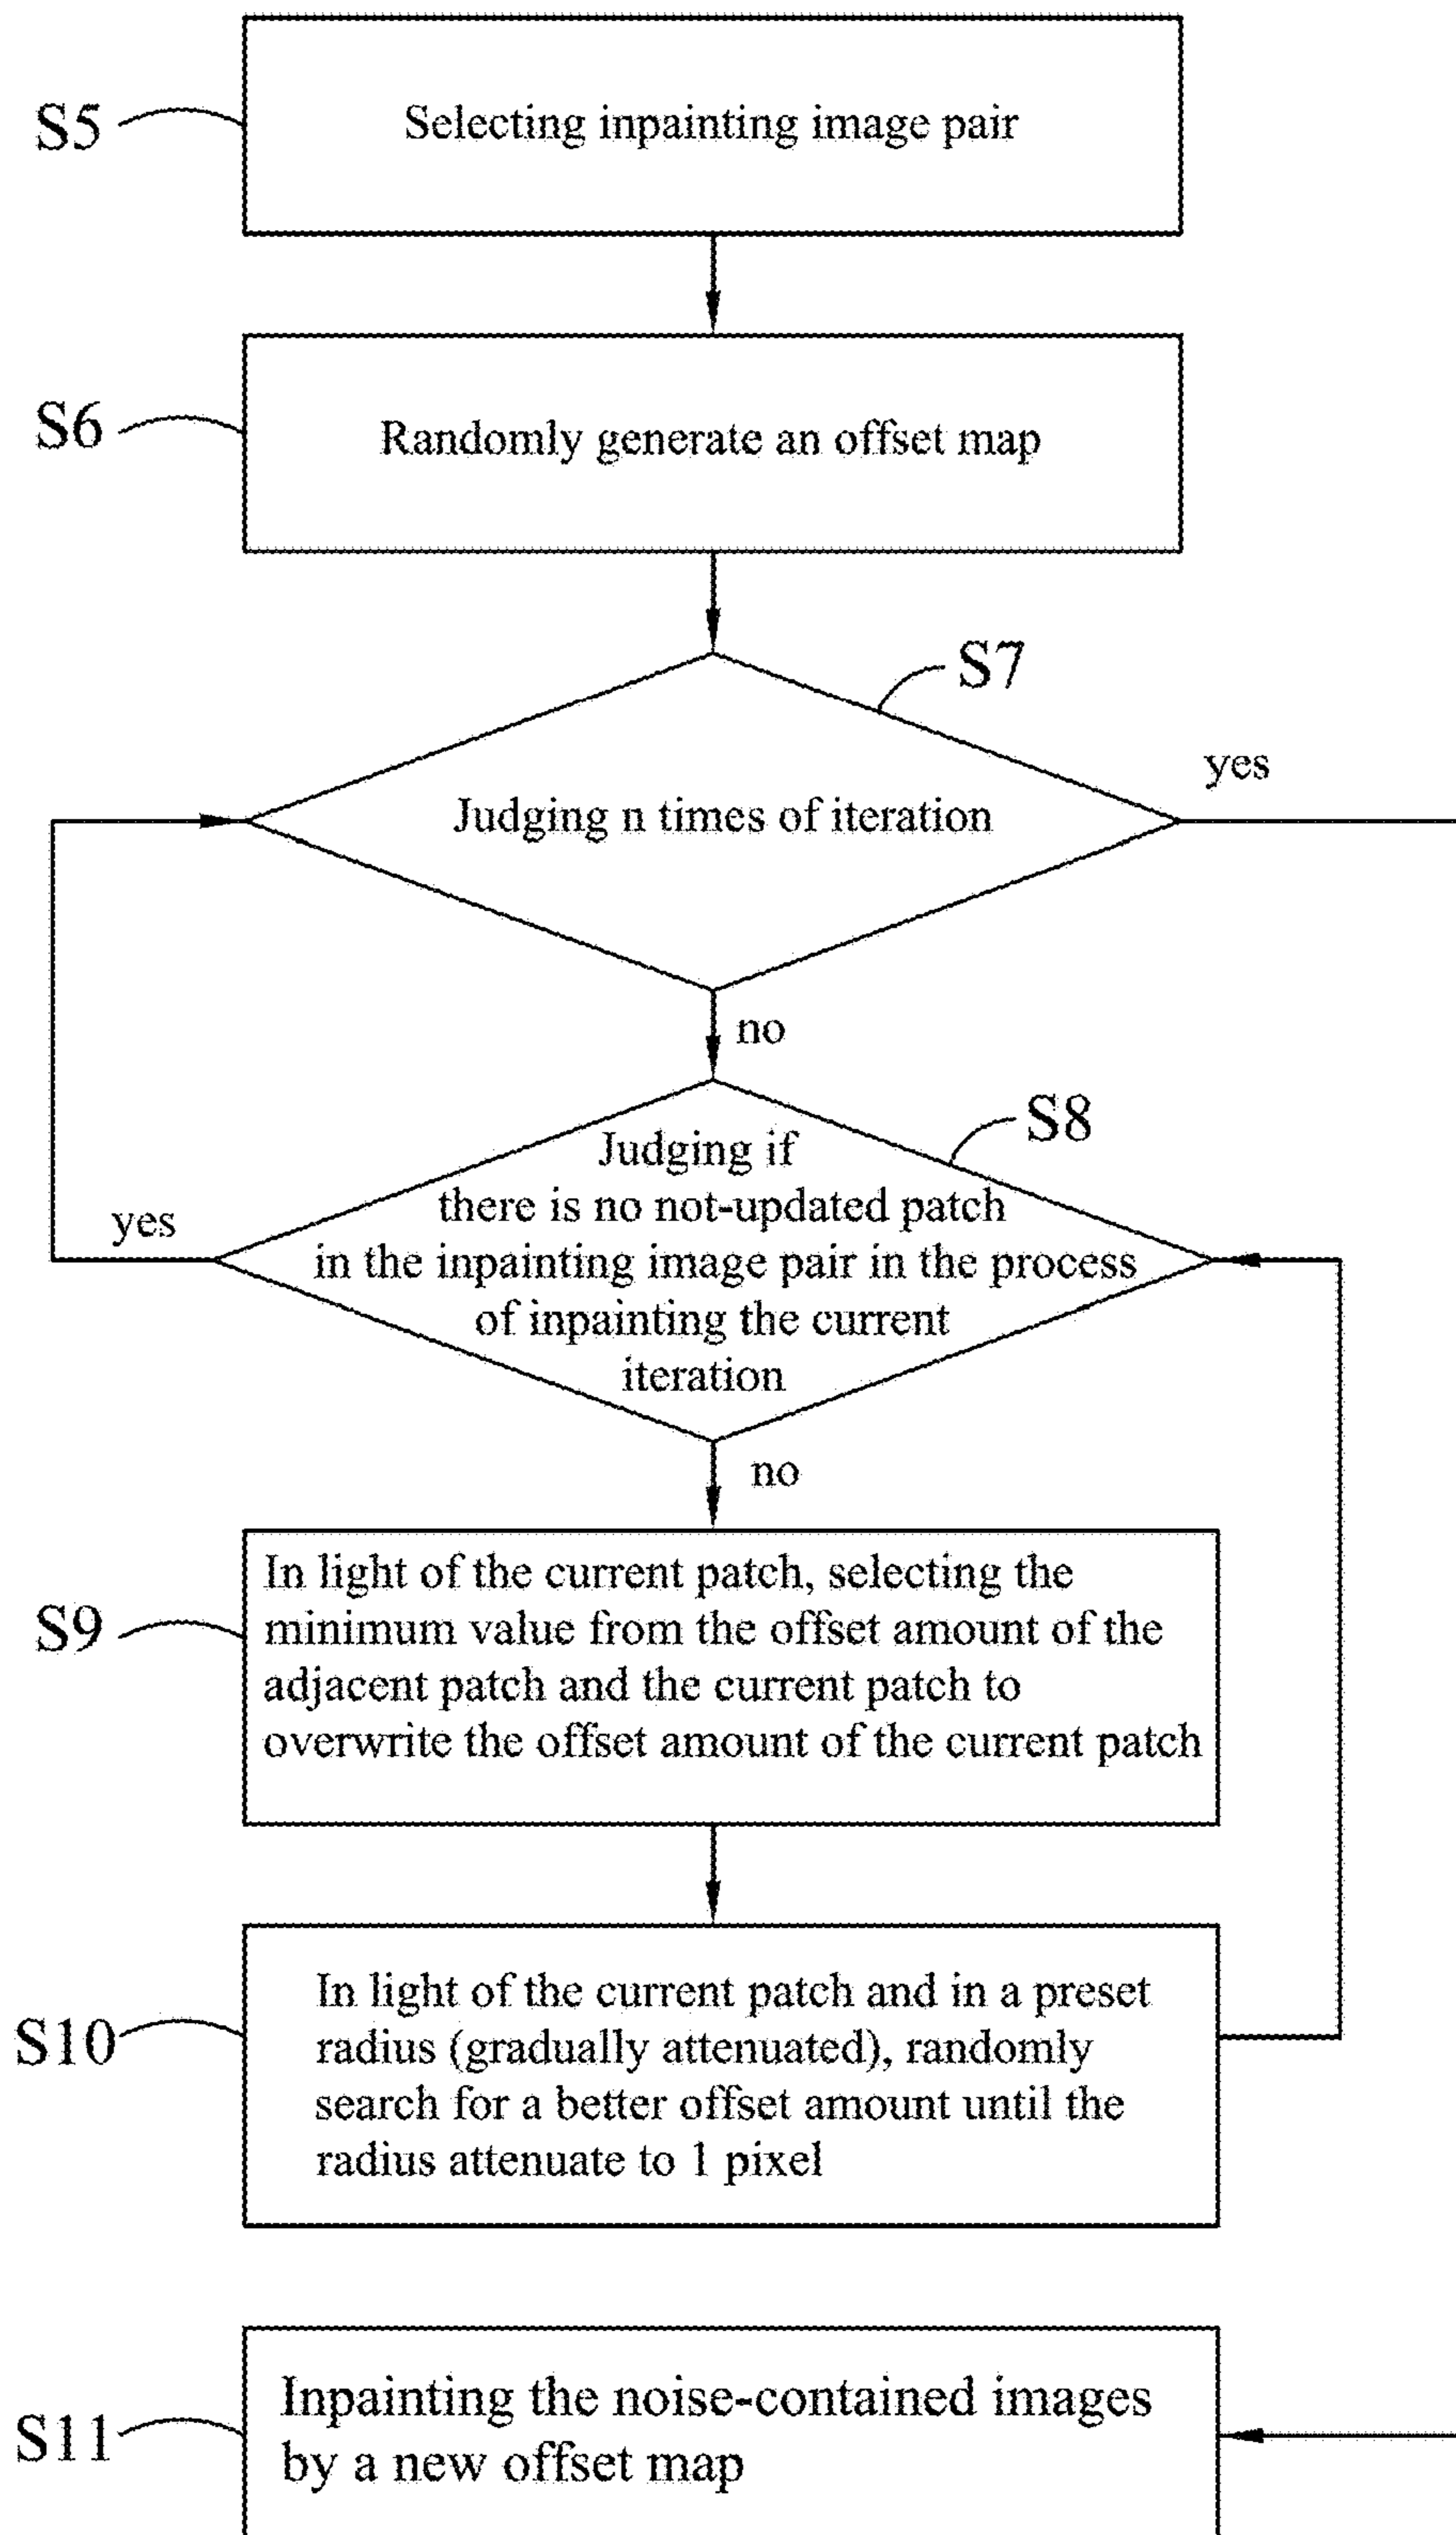 S5
Selecting inpainting image pair
S6
Randomly generate an offset map
S7
Judging n times of iteration
yes
no
S8
Judging if
there is no not-updated patch
in the inpainting image pair in the process
of inpainting the current
iteration
yes
no
S9
In light of the current patch, selecting the
minimum value from the offset amount of the
adjacent patch and the current patch to
overwrite the offset amount of the current patch
S10
In light of the current patch and in a preset
radius (gradually attenuated), randomly
search for a better offset amount until the
radius attenuate to 1 pixel
S11
Inpainting the noise-contained images
by a new offset map